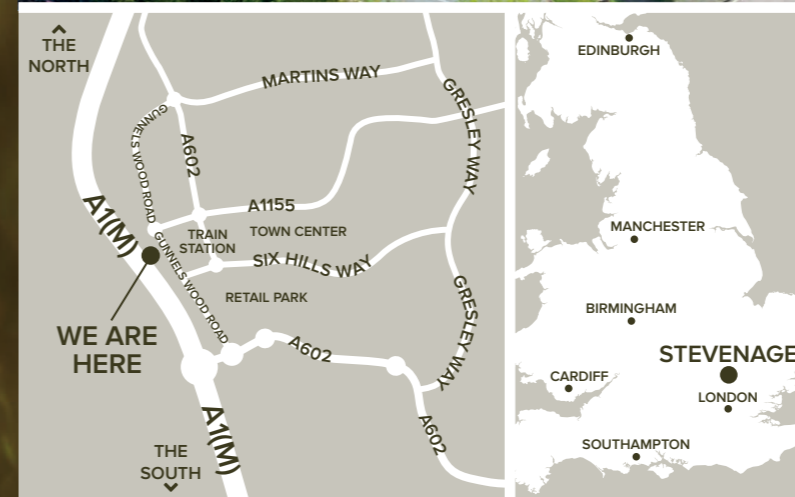 THE
NORTH
MARTINS WAY
GUNNELS WOOD ROAD
A602
GRESLEY WAY
A1(M)
A1155
TRAIN
STATION
TOWN CENTER
SIX HILLS WAY
GUNNELS WOOD ROAD
RETAIL PARK
GRESLEY WAY
WE ARE
HERE
A602
A1(M)
A602
THE
SOUTH
EDINBURGH
MANCHESTER
BIRMINGHAM
STEVENAGE
CARDIFF
LONDON
SOUTHAMPTON